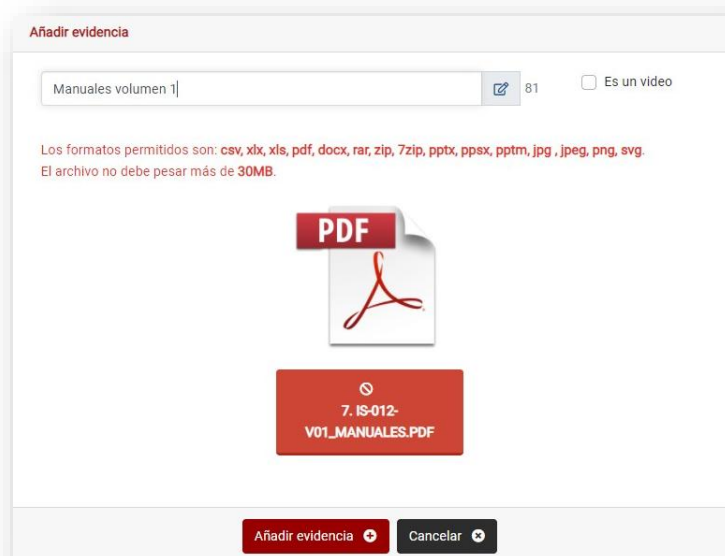 Añadir evidencia
Manuales volumen 1
81
Es un video
Los formatos permitidos son: csv, xlx, xls, pdf, docx, rar, zip, 7zip, pptx, ppsx, pptm, jpg , jpeg, png, svg.
El archivo no debe pesar más de 30MB.
PDF
7. IS-012-
V01_MANUALES.PDF
Añadir evidencia
Cancelar